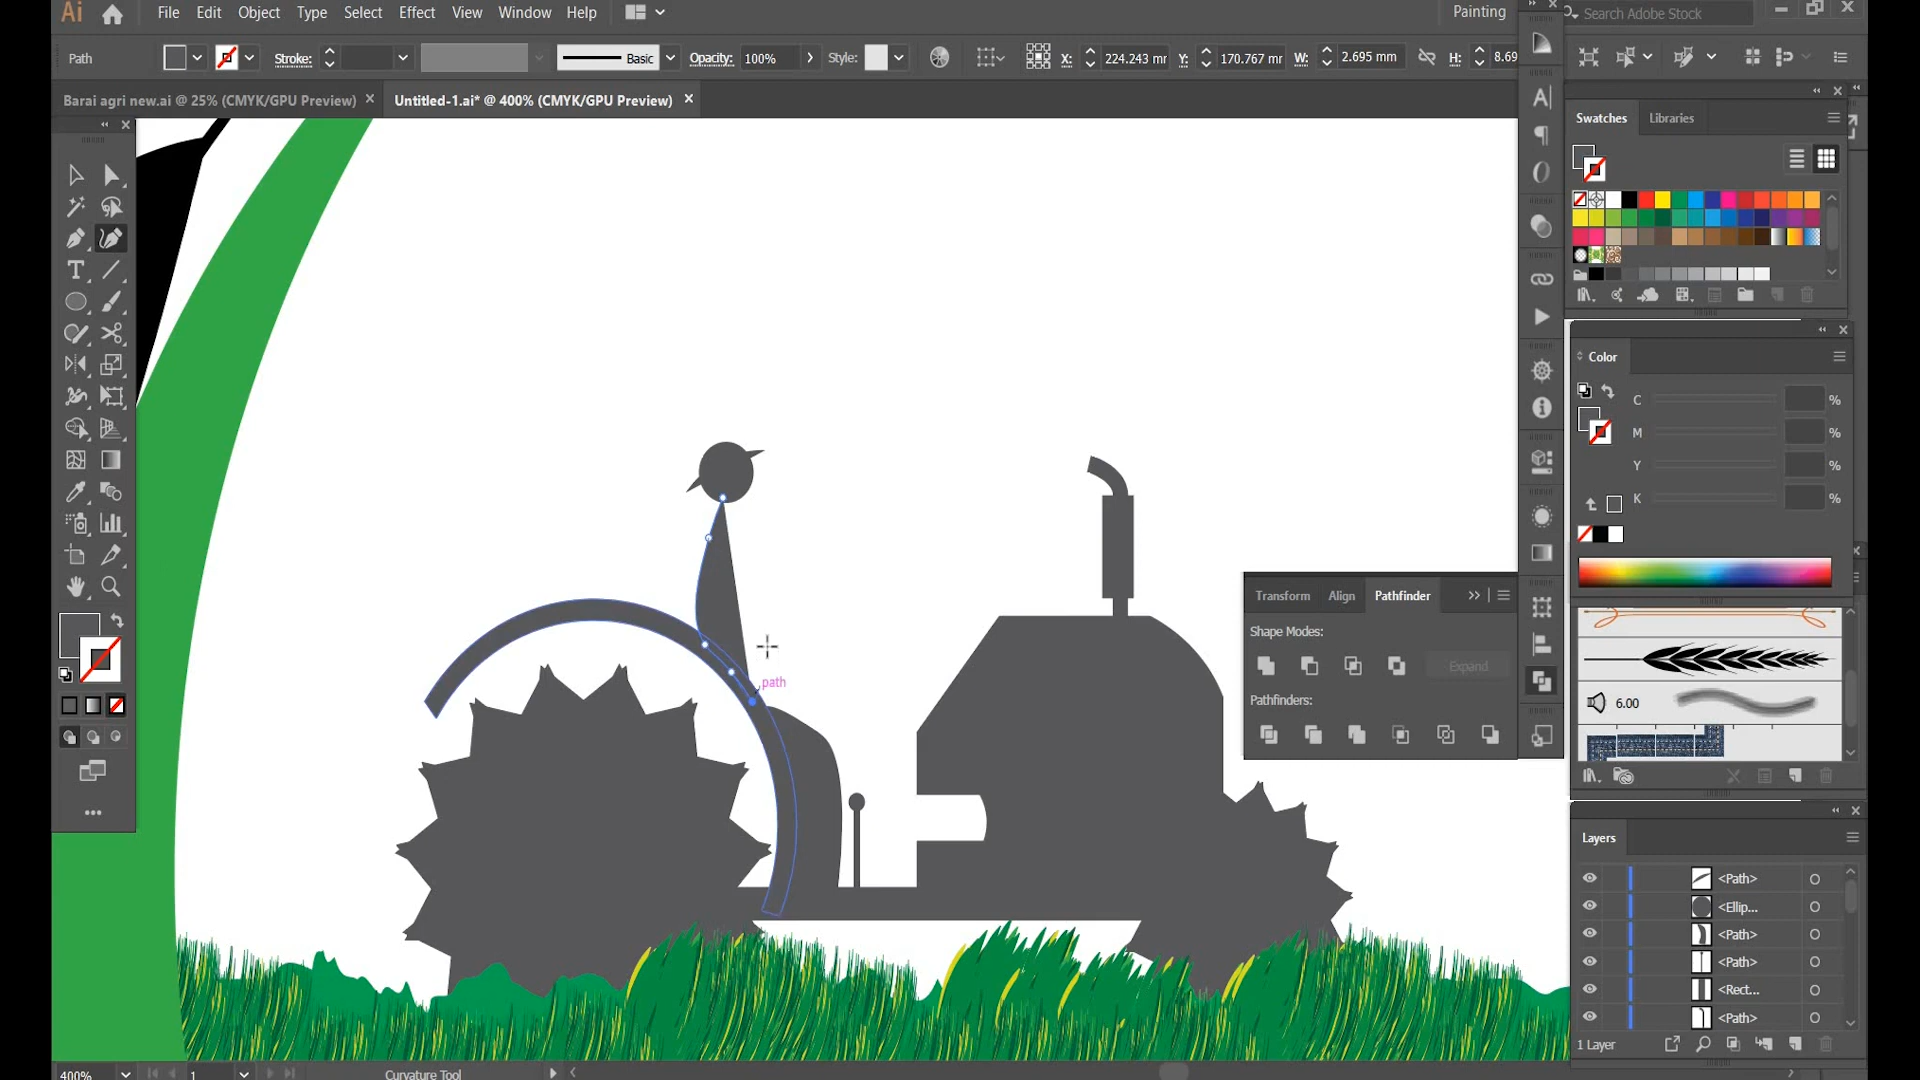 Ai File Edit Object Type Select Effect View Window Help Painting Search Adobe Stock
Path Stroke: Basic Opacity: 100% Style: X: 224.243 mr Y: 170.767 mr W: 2.695 mm H: 8.69
Barai agri new.ai @ 25% (CMYK/GPU Preview) Untitled-1.ai* @ 400% (CMYK/GPU Preview)
Swatches Libraries
Color
C %
M %
Y %
K %
Transform Align Pathfinder
Shape Modes:
Expand
path
Pathfinders:
6.00
Layers
<Path>
<Ellip...
<Path>
<Path>
<Rect...
<Path>
1 Layer
400% 1 Curvature Tool